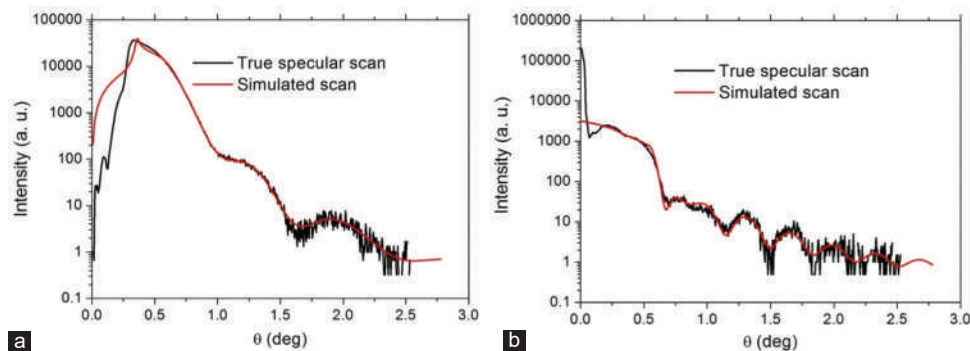 100000
10000
1000
100
10
1
0.1
Intensity (a. u.)
True specular scan
Simulated scan
0.0 0.5 1.0 1.5 2.0 2.5 3.0
θ (deg)
a
1000000
100000
10000
1000
100
10
1
0.1
Intensity (a. u.)
True specular scan
Simulated scan
0.0 0.5 1.0 1.5 2.0 2.5 3.0
θ (deg)
b